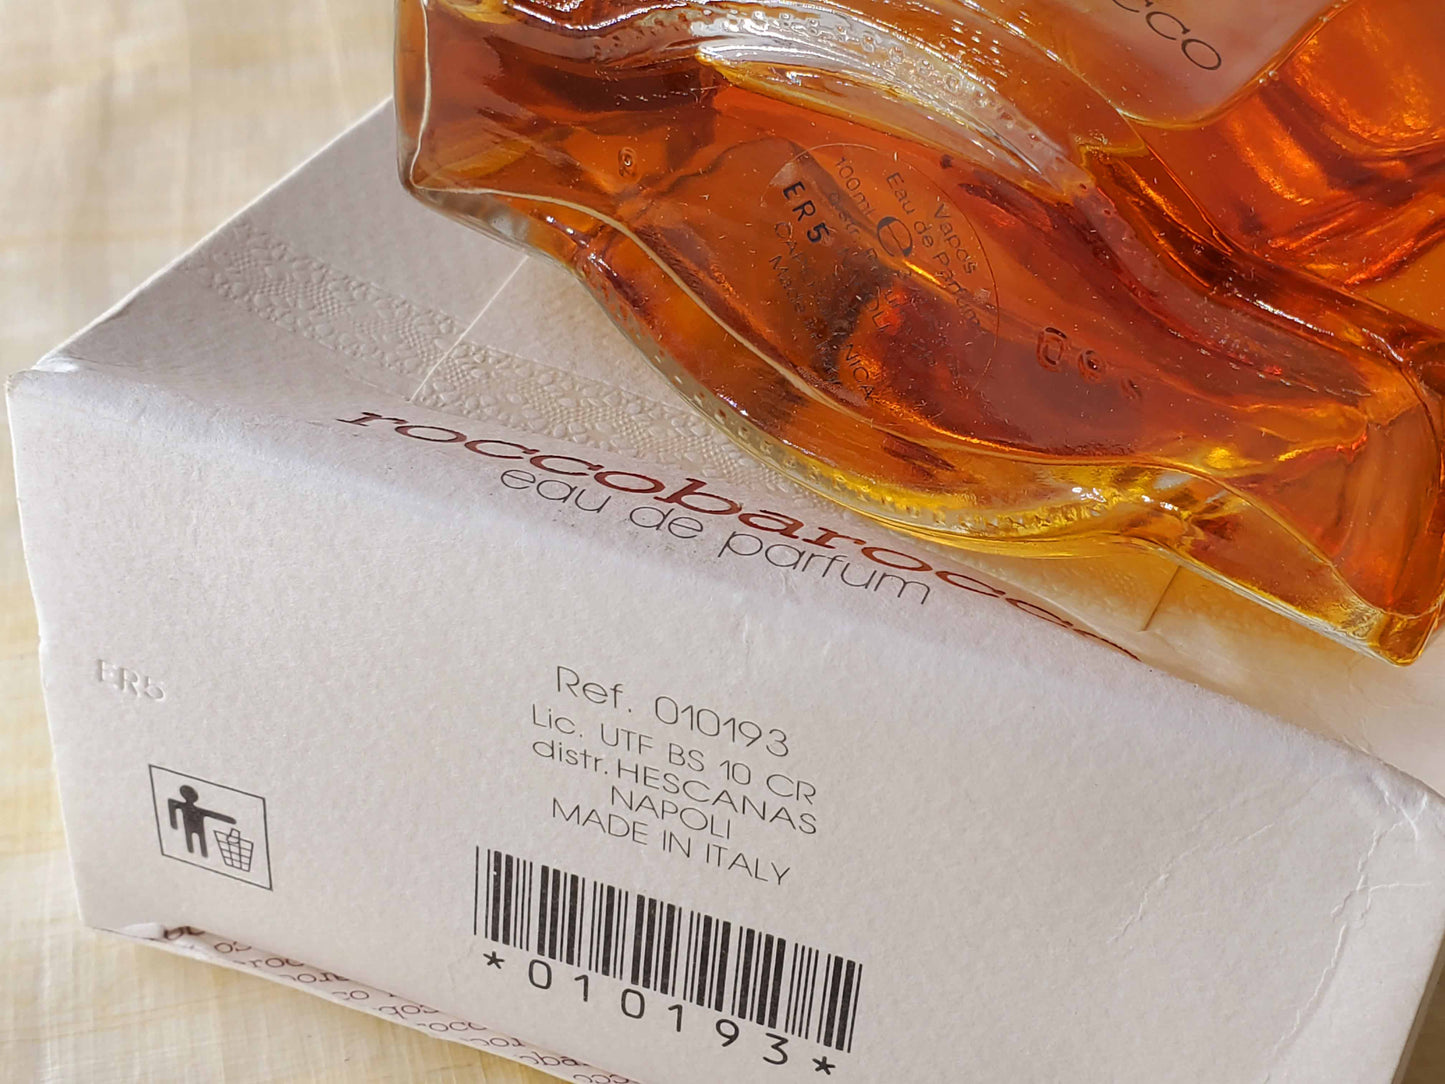 cco
Vapo's
Eau de Parfum
100ml e
ER5
roccobarocco
eau de parfum
ER5
Ref. 010193
Lic. UTF BS 10 CR
distr. HESCANAS
NAPOLI
MADE IN ITALY
*010193*